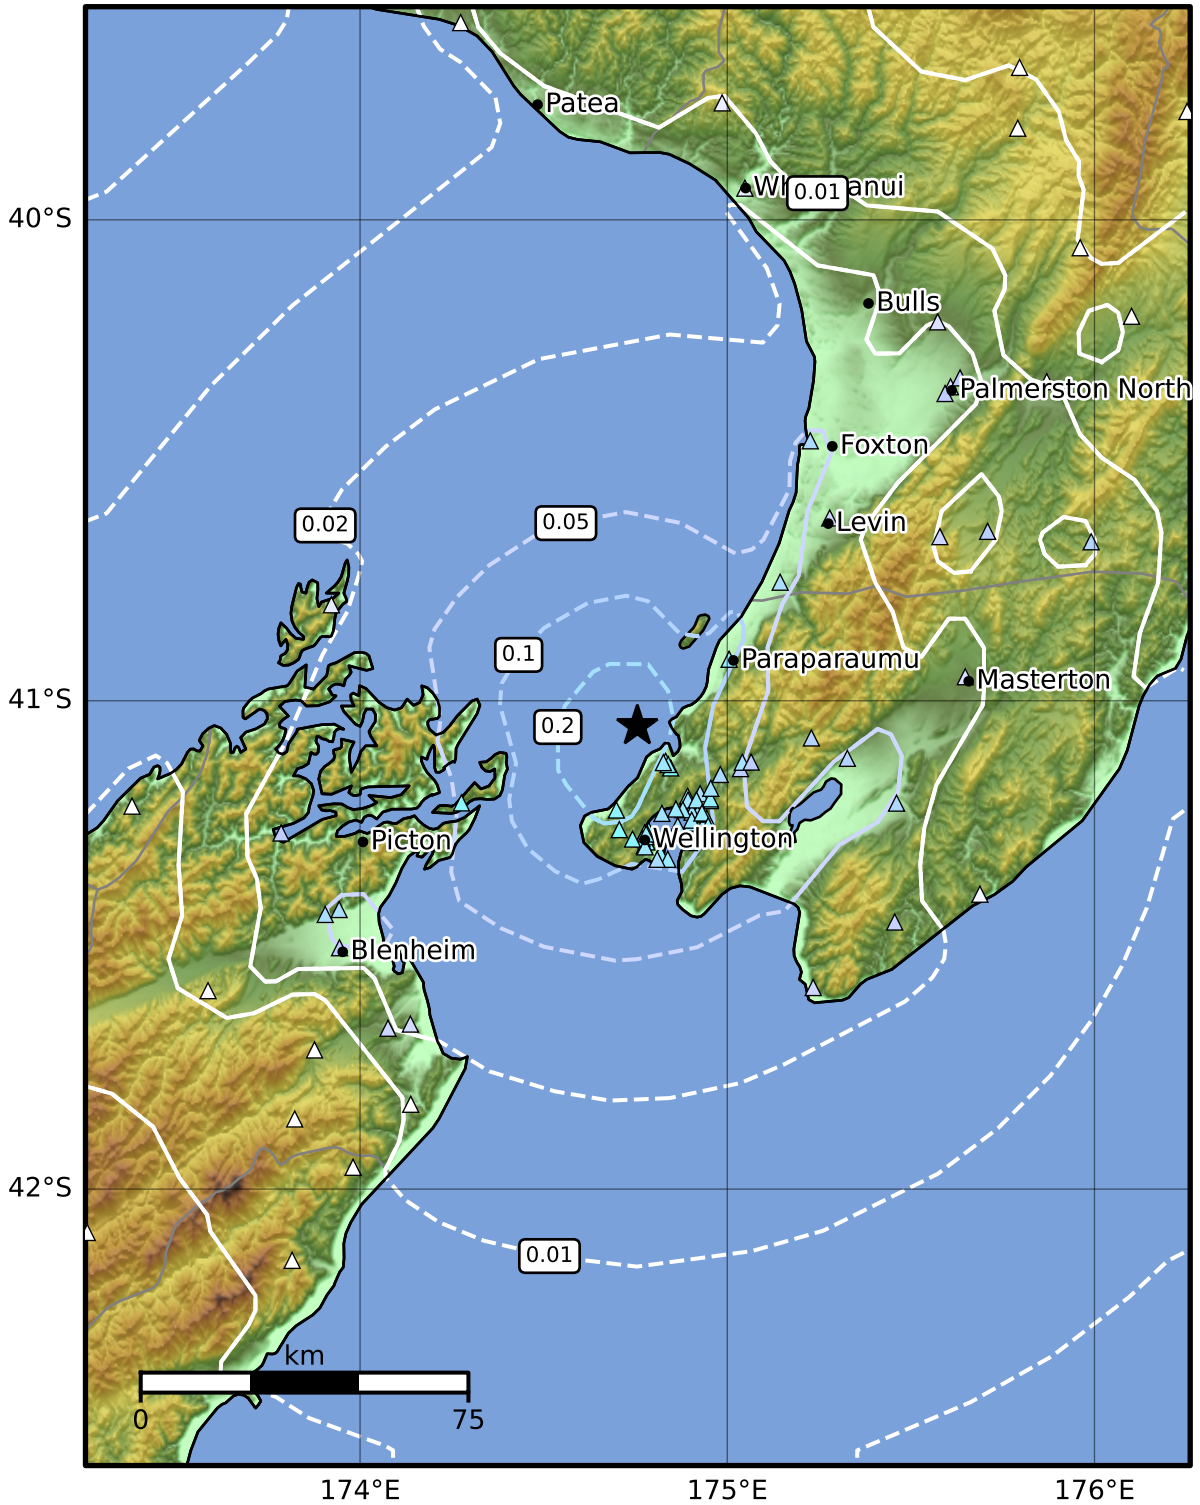 Patea
0.01
40°S
Bulls
Palmerston North
Foxton
0.02
0.05
Levin
0.1
Paraparaumu
41°S
Masterton
0.2
Picton
Wellington
Blenheim
42°S
0.01
km
0
75
174°E
175°E
176°E